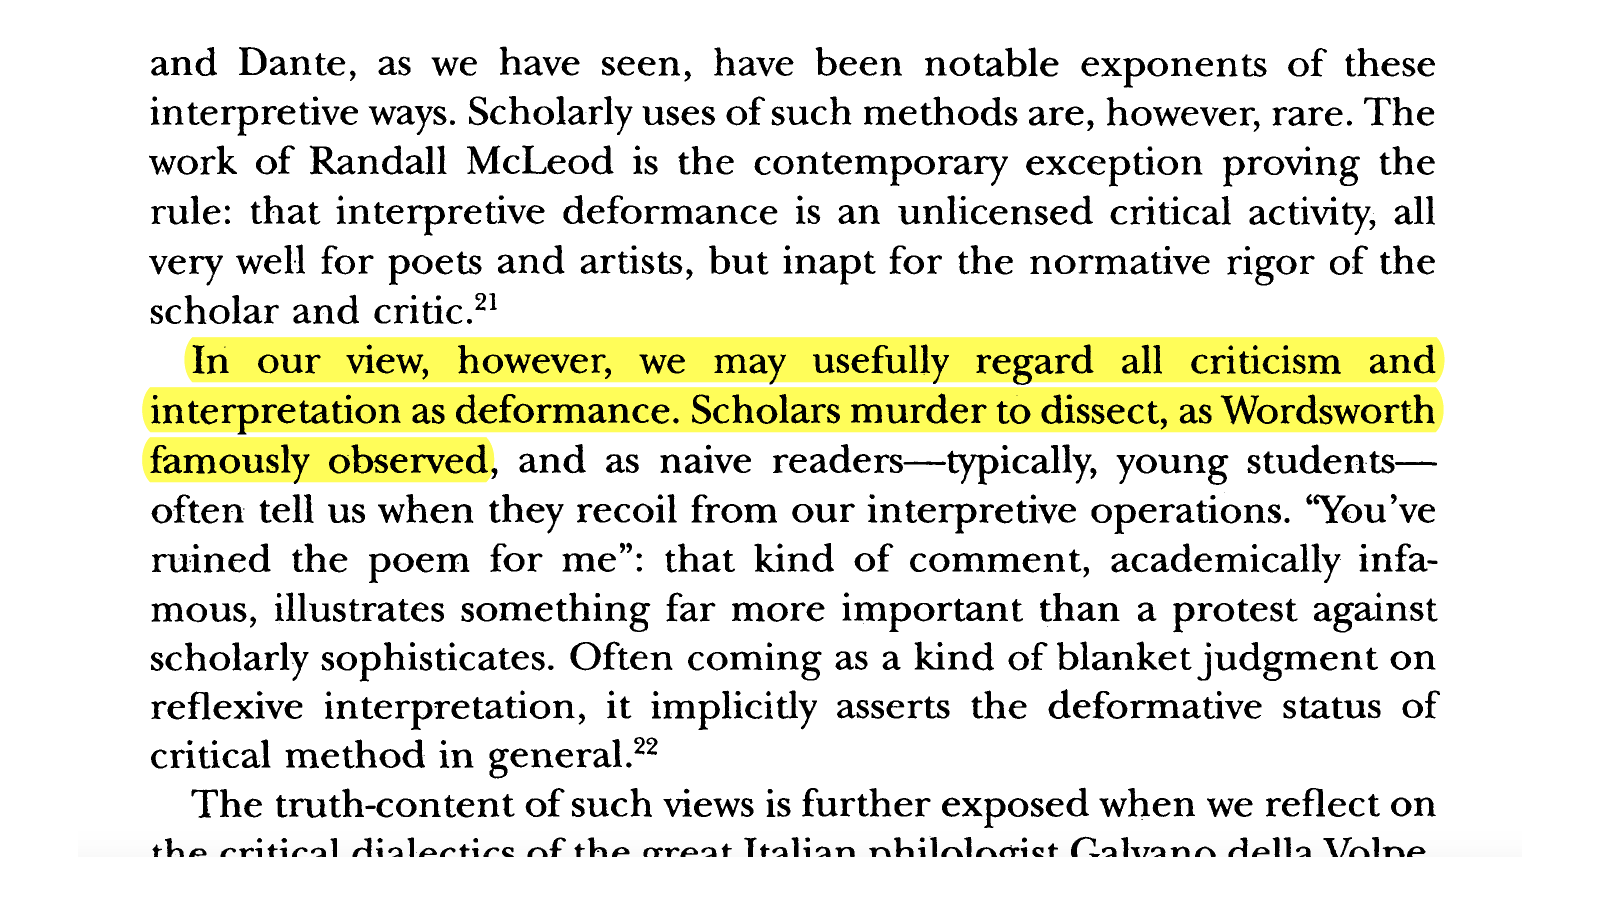 and Dante, as we have seen, have been notable exponents of these
interpretive ways. Scholarly uses of such methods are, however, rare. The
work of Randall McLeod is the contemporary exception proving the
rule: that interpretive deformance is an unlicensed critical activity, all
very well for poets and artists, but inapt for the normative rigor of the
scholar and critic.²¹
In our view, however, we may usefully regard all criticism and
interpretation as deformance. Scholars murder to dissect, as Wordsworth
famously observed, and as naive readers—typically, young students—
often tell us when they recoil from our interpretive operations. “You’ve
ruined the poem for me”: that kind of comment, academically infa-
mous, illustrates something far more important than a protest against
scholarly sophisticates. Often coming as a kind of blanket judgment on
reflexive interpretation, it implicitly asserts the deformative status of
critical method in general.²²
The truth-content of such views is further exposed when we reflect on
the critical dialectics of the great Italian philologist Galvano della Volpe,